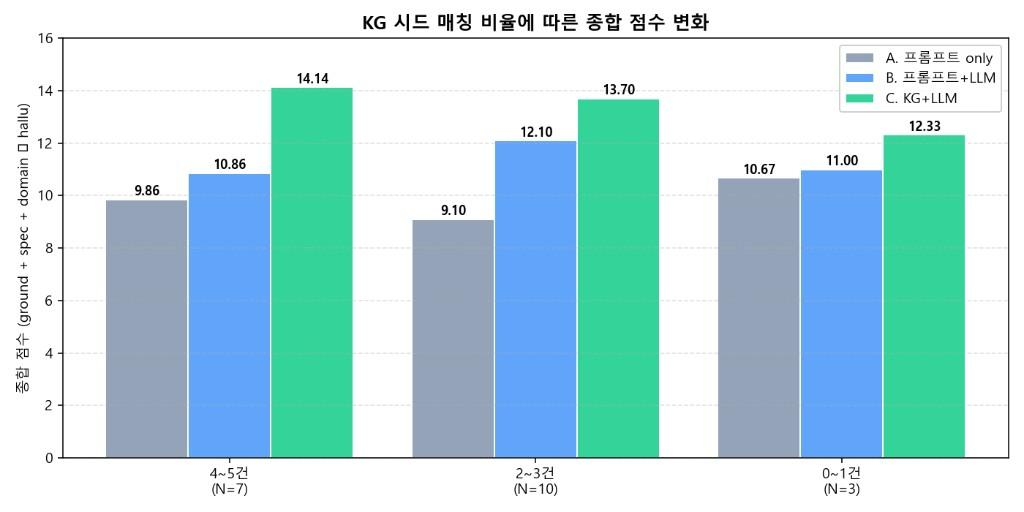 KG 시드 매칭 비율에 따른 종합 점수 변화
종합 점수 (ground + spec + domain □ hallu)
16
14
12
10
8
6
4
2
0
A. 프롬프트 only
B. 프롬프트+LLM
C. KG+LLM
9.86
10.86
14.14
9.10
12.10
13.70
10.67
11.00
12.33
4~5건
(N=7)
2~3건
(N=10)
0~1건
(N=3)